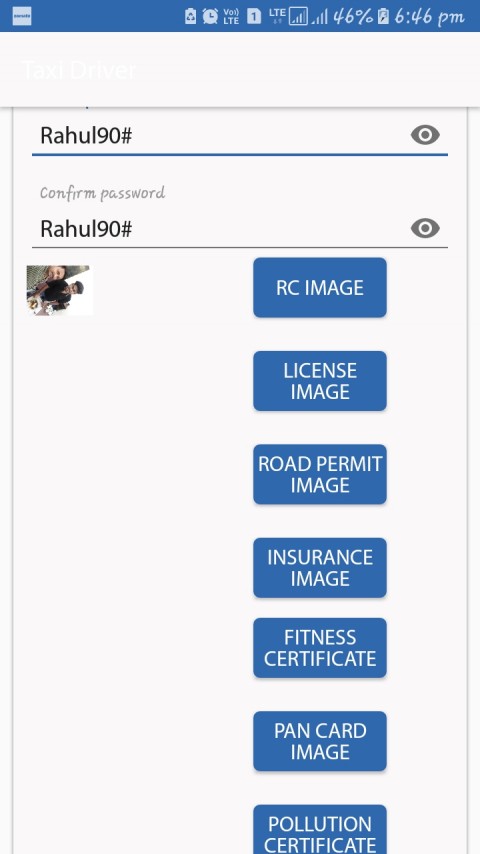 Vo))
LTE
1
LTE
46%
6:46 pm
Taxi Driver
Rahul90#
Confirm password
Rahul90#
RC IMAGE
LICENSE
IMAGE
ROAD PERMIT
IMAGE
INSURANCE
IMAGE
FITNESS
CERTIFICATE
PAN CARD
IMAGE
POLLUTION
CERTIFICATE